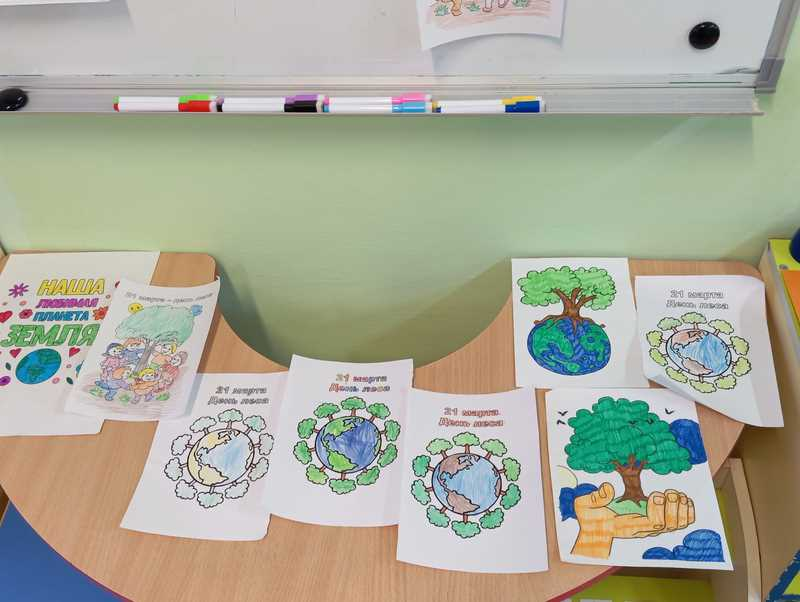 НАША
ЛЮБИМАЯ
ПЛАНЕТА
ЗЕМЛЯ
21 марта - день леса
21 марта
День леса
21 марта
День леса
21 марта
День леса
21 марта
День леса